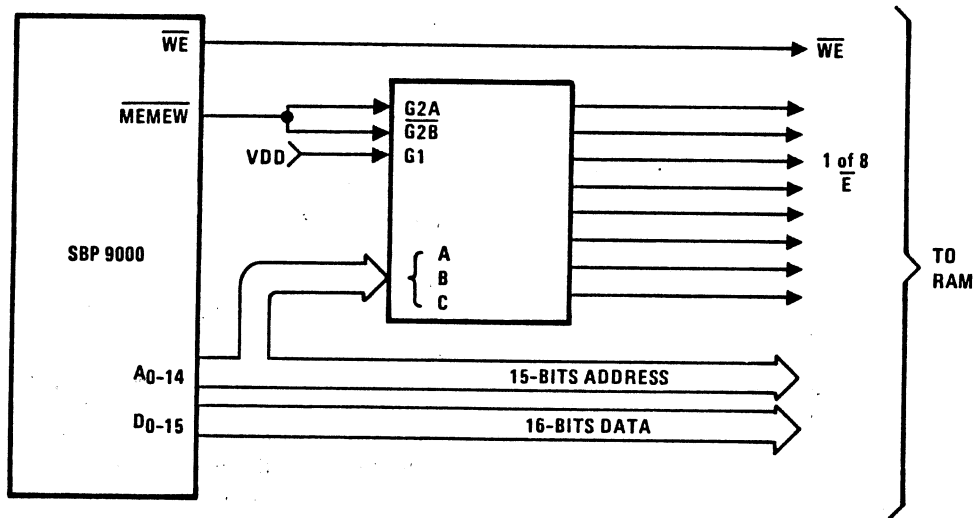 WE
WE
MEMEW
G2A
G2B
VDD
G1
1 of 8
E
SBP 9000
A
B
C
TO
RAM
A0-14
15-BITS ADDRESS
D0-15
16-BITS DATA